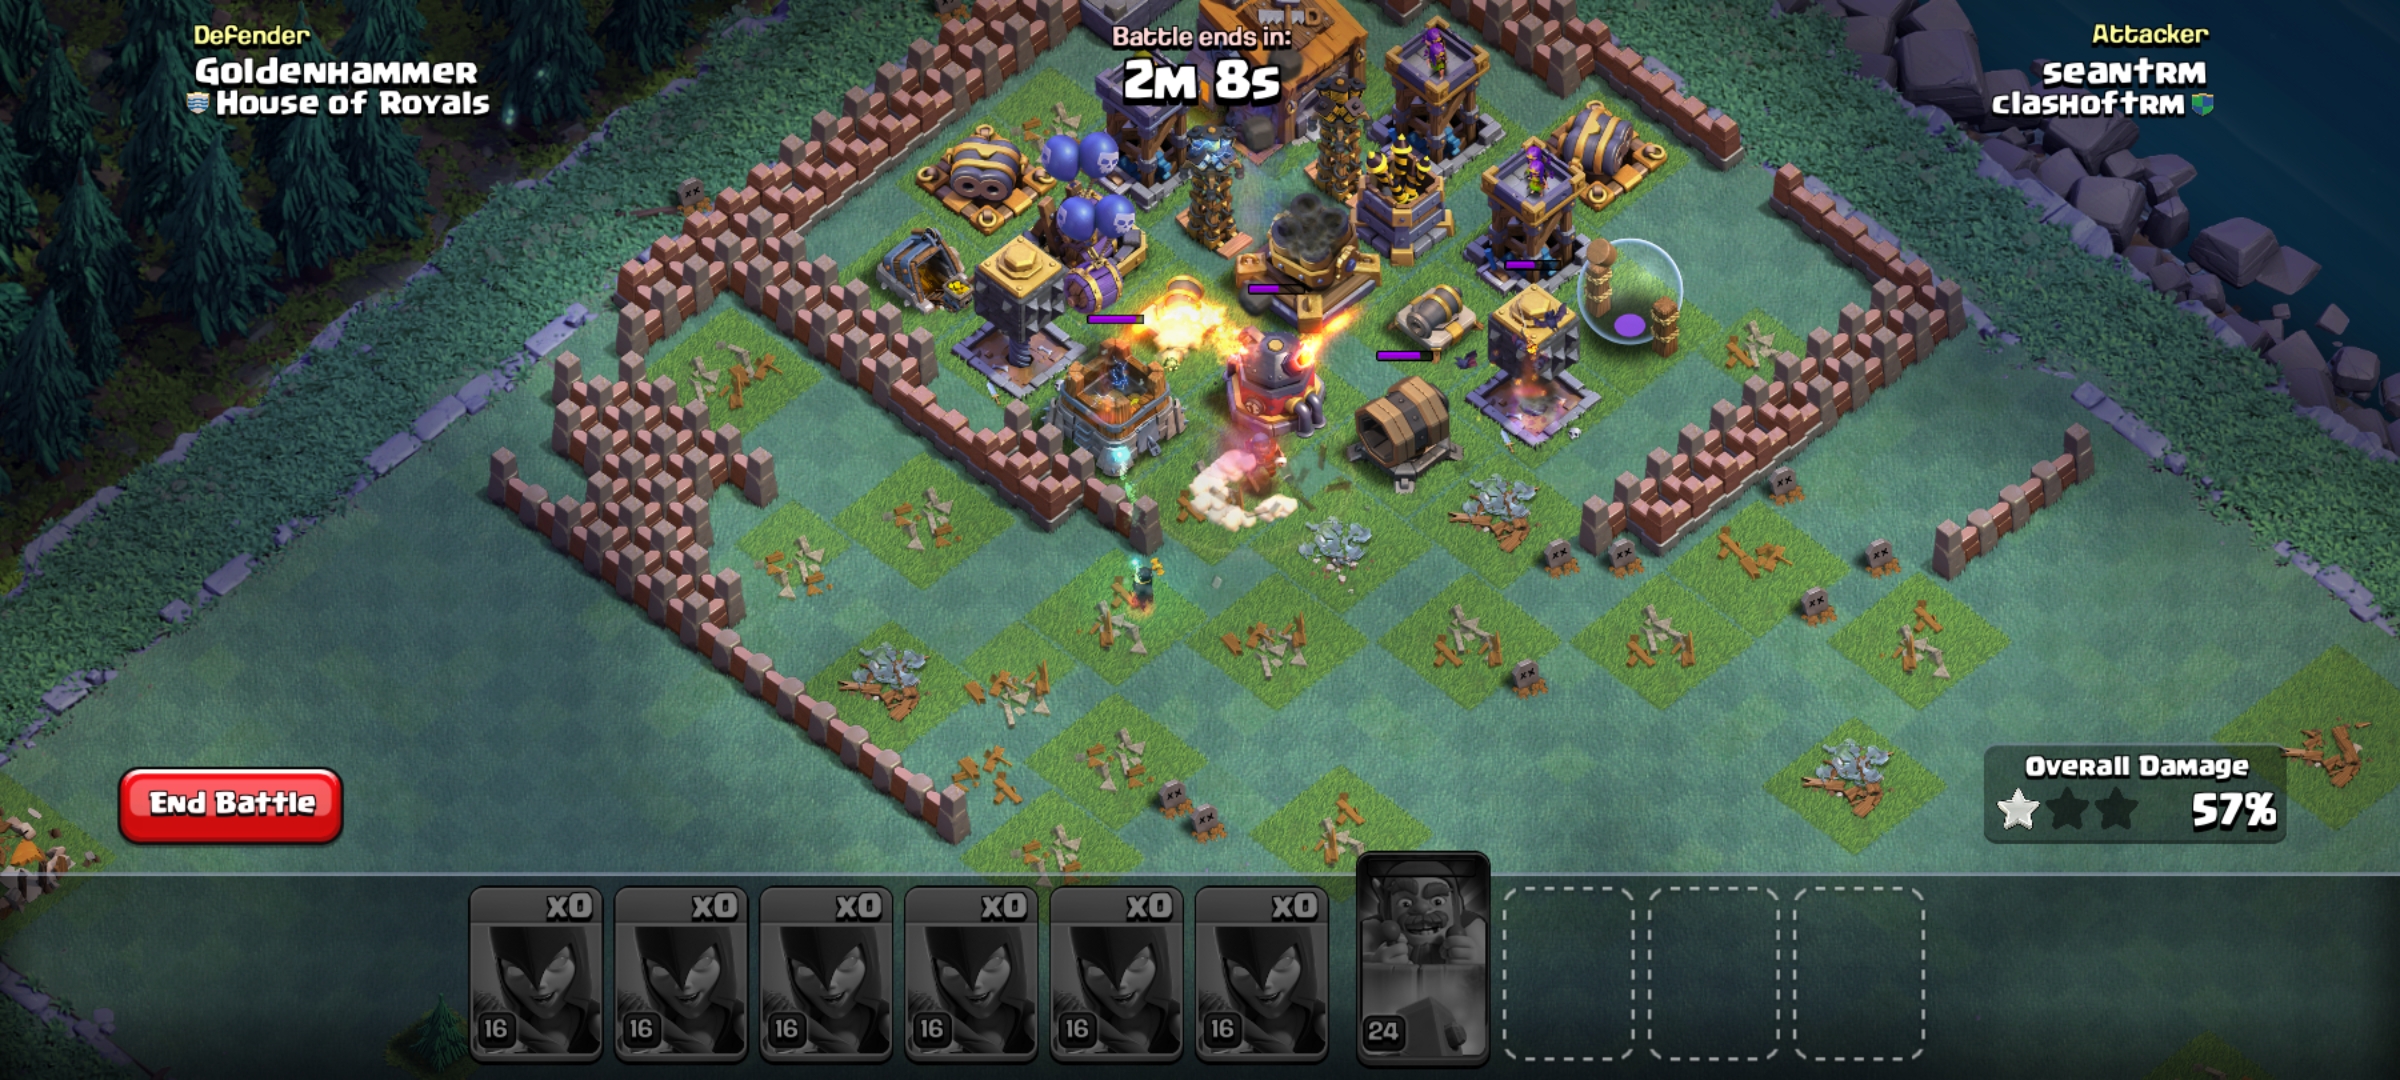 Defender
Goldenhammer
House of Royals
Battle ends in:
2m 8s
Attacker
seantrm
clashoftrm
End Battle
Overall Damage
57%
x0
x0
x0
x0
x0
x0
16
16
16
16
16
16
24